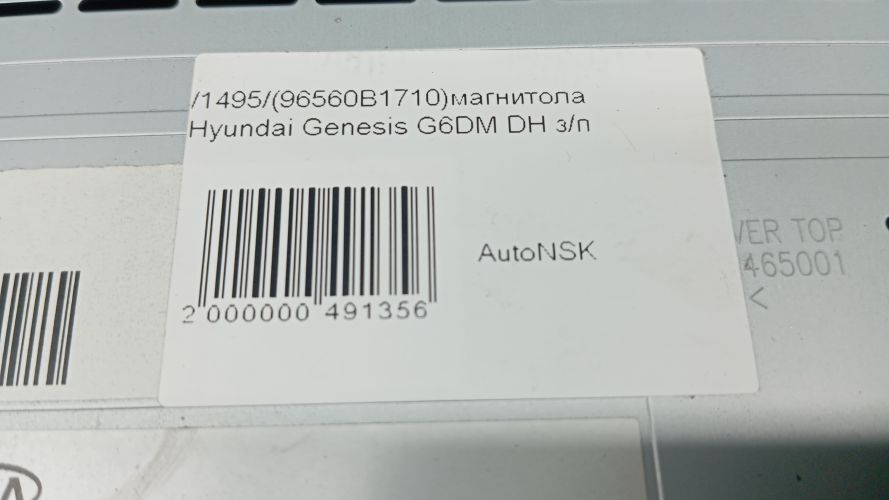 /1495/(96560B1710)магнитола
Hyundai Genesis G6DM DH з/п
AutoNSK
2 000000 491356
VER TOP
465001
<